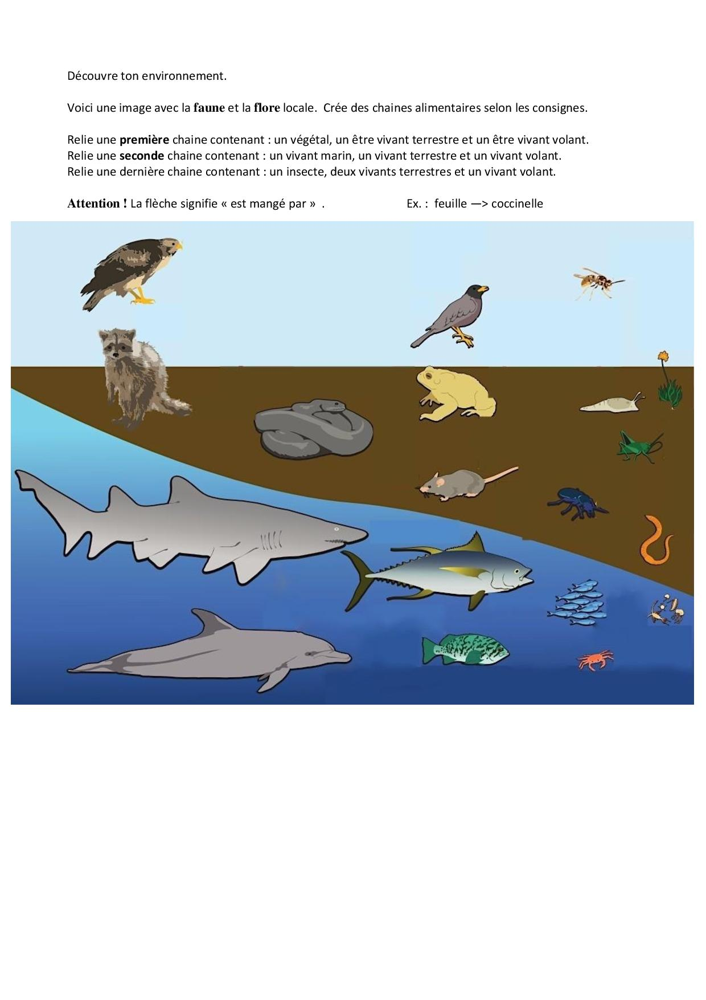 Découvre ton environnement.
Voici une image avec la faune et la flore locale.  Crée des chaines alimentaires selon les consignes.
Relie une première chaine contenant : un végétal, un être vivant terrestre et un être vivant volant.
Relie une seconde chaine contenant : un vivant marin, un vivant terrestre et un vivant volant.
Relie une dernière chaine contenant : un insecte, deux vivants terrestres et un vivant volant.
Attention ! La flèche signifie « est mangé par »  .  Ex. :  feuille —> coccinelle